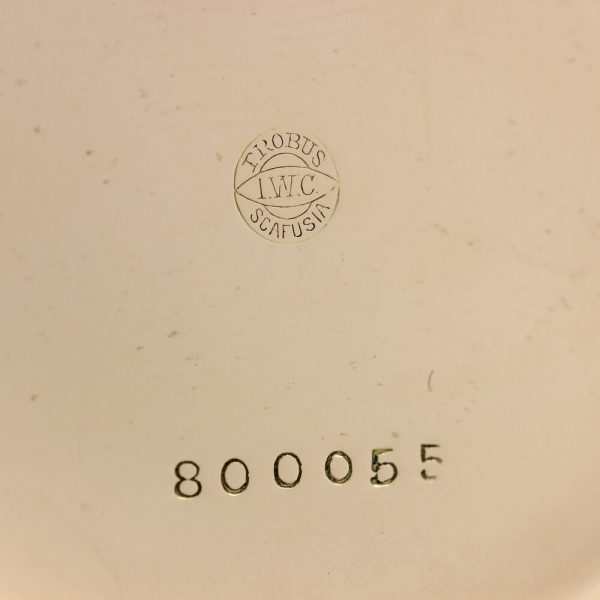 PROBUS
I.W.C.
SCAFUSIA
800055